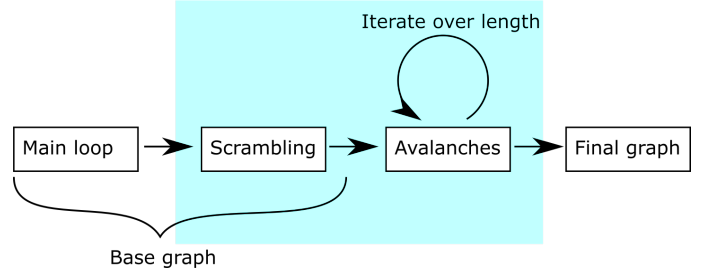 Iterate over length
Main loop
Scrambling
Avalanches
Final graph
Base graph